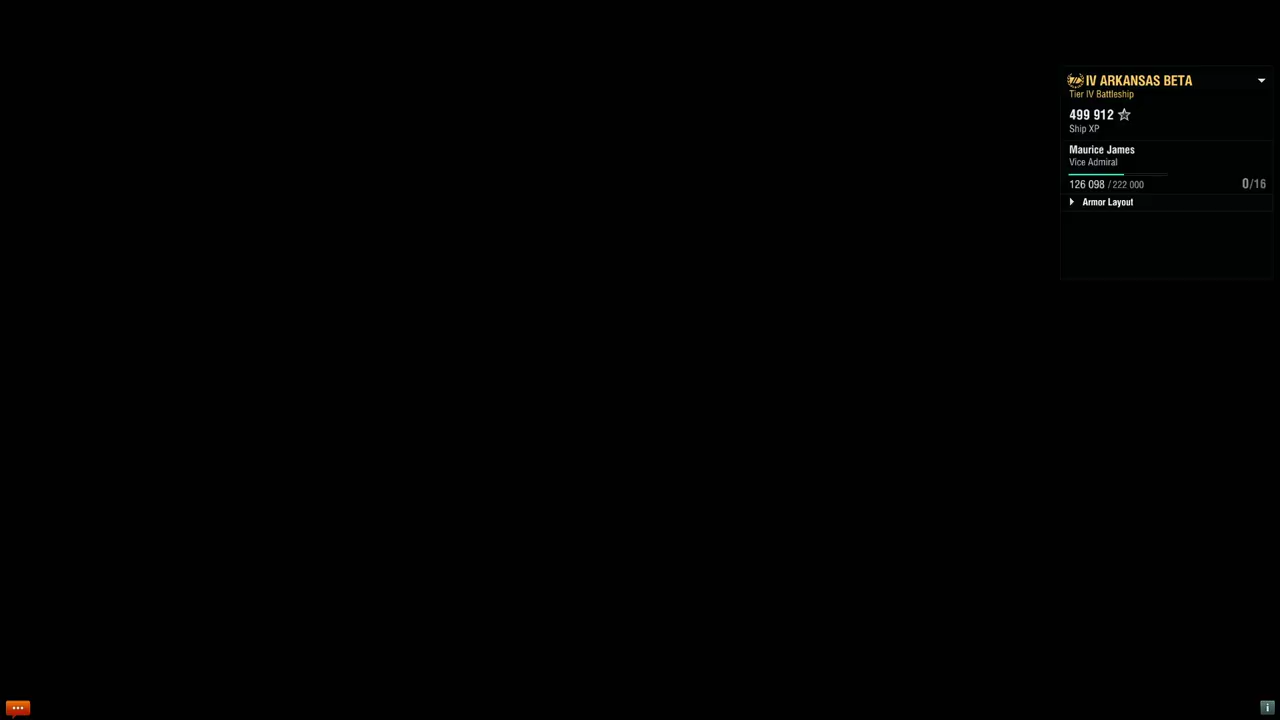 IV ARKANSAS BETA
Tier IV Battleship
499 912
Ship XP
Maurice James
Vice Admiral
126 098 / 222 000 0/16
Armor Layout